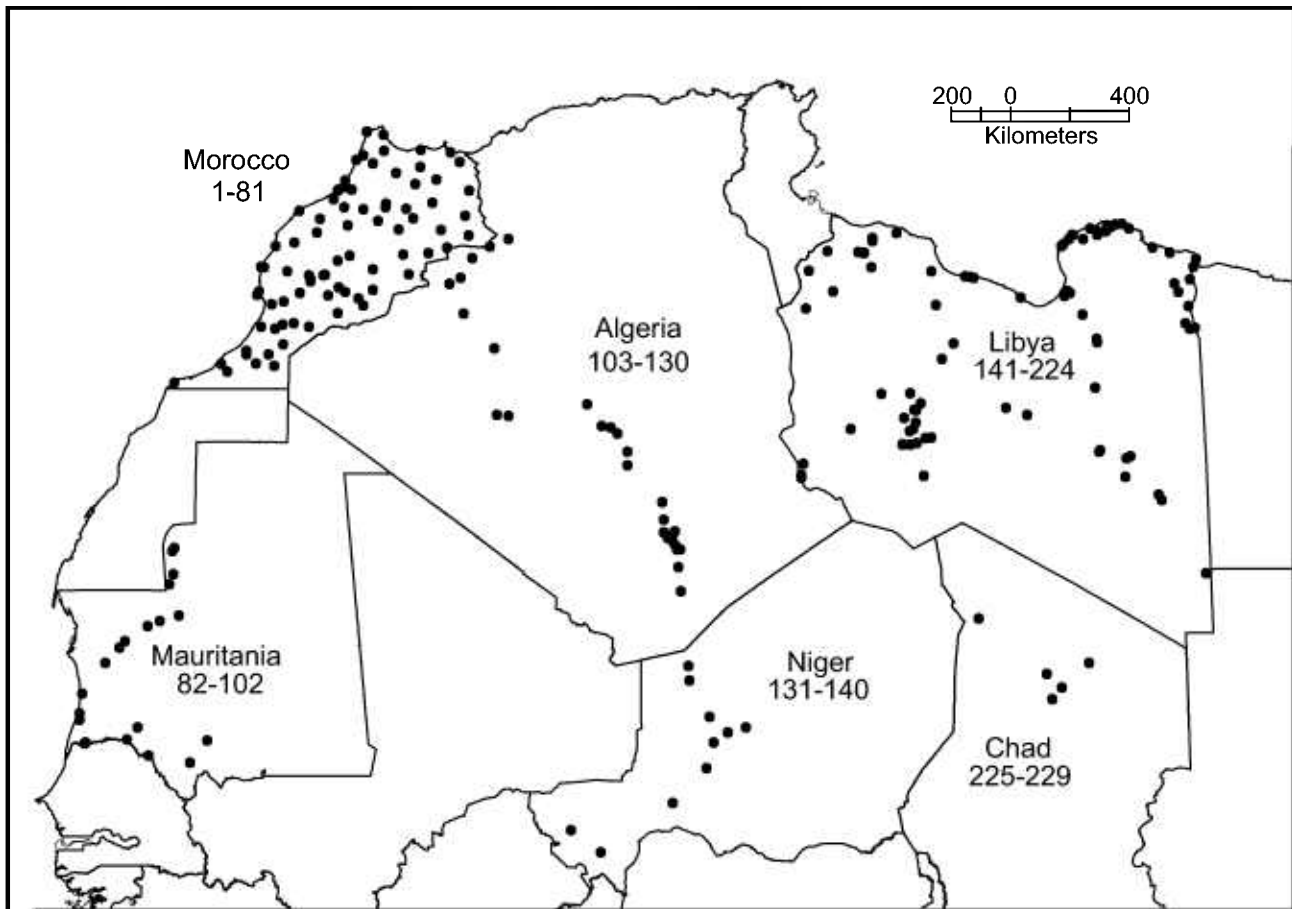 200 0 400
Kilometers
Morocco
1-81
Algeria
103-130
Libya
141-224
Mauritania
82-102
Niger
131-140
Chad
225-229